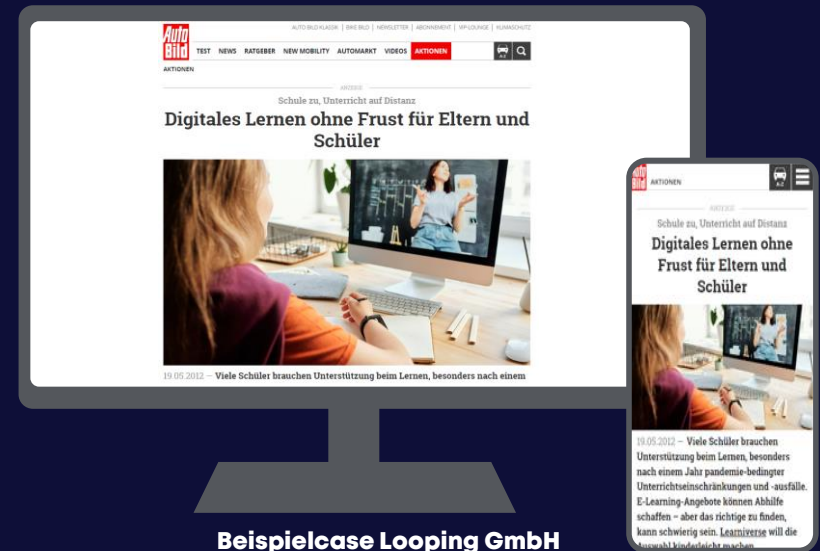 AUTO BILD KLASSIK | BIKE BILD | NEWSLETTER | ABONNEMENT | VIP-LOUNGE | KLIMASCHUTZ
Auto
Bild
TEST NEWS RATGEBER NEW MOBILITY AUTOMARKT VIDEOS AKTIONEN
A-Z
AKTIONEN
ANZEIGE
Schule zu, Unterricht auf Distanz
Digitales Lernen ohne Frust für Eltern und
Schüler
19.05.2012 — Viele Schüler brauchen Unterstützung beim Lernen, besonders nach einem
Auto
Bild
AKTIONEN
A-Z
ANZEIGE
Schule zu, Unterricht auf Distanz
Digitales Lernen ohne
Frust für Eltern und
Schüler
19.05.2012 — Viele Schüler brauchen
Unterstützung beim Lernen, besonders
nach einem Jahr pandemie-bedingter
Unterrichtseinschränkungen und -ausfälle.
E-Learning-Angebote können Abhilfe
schaffen – aber das richtige zu finden,
kann schwierig sein. Learniverse will die
Auswahl kinderleicht machen
Beispielcase Looping GmbH